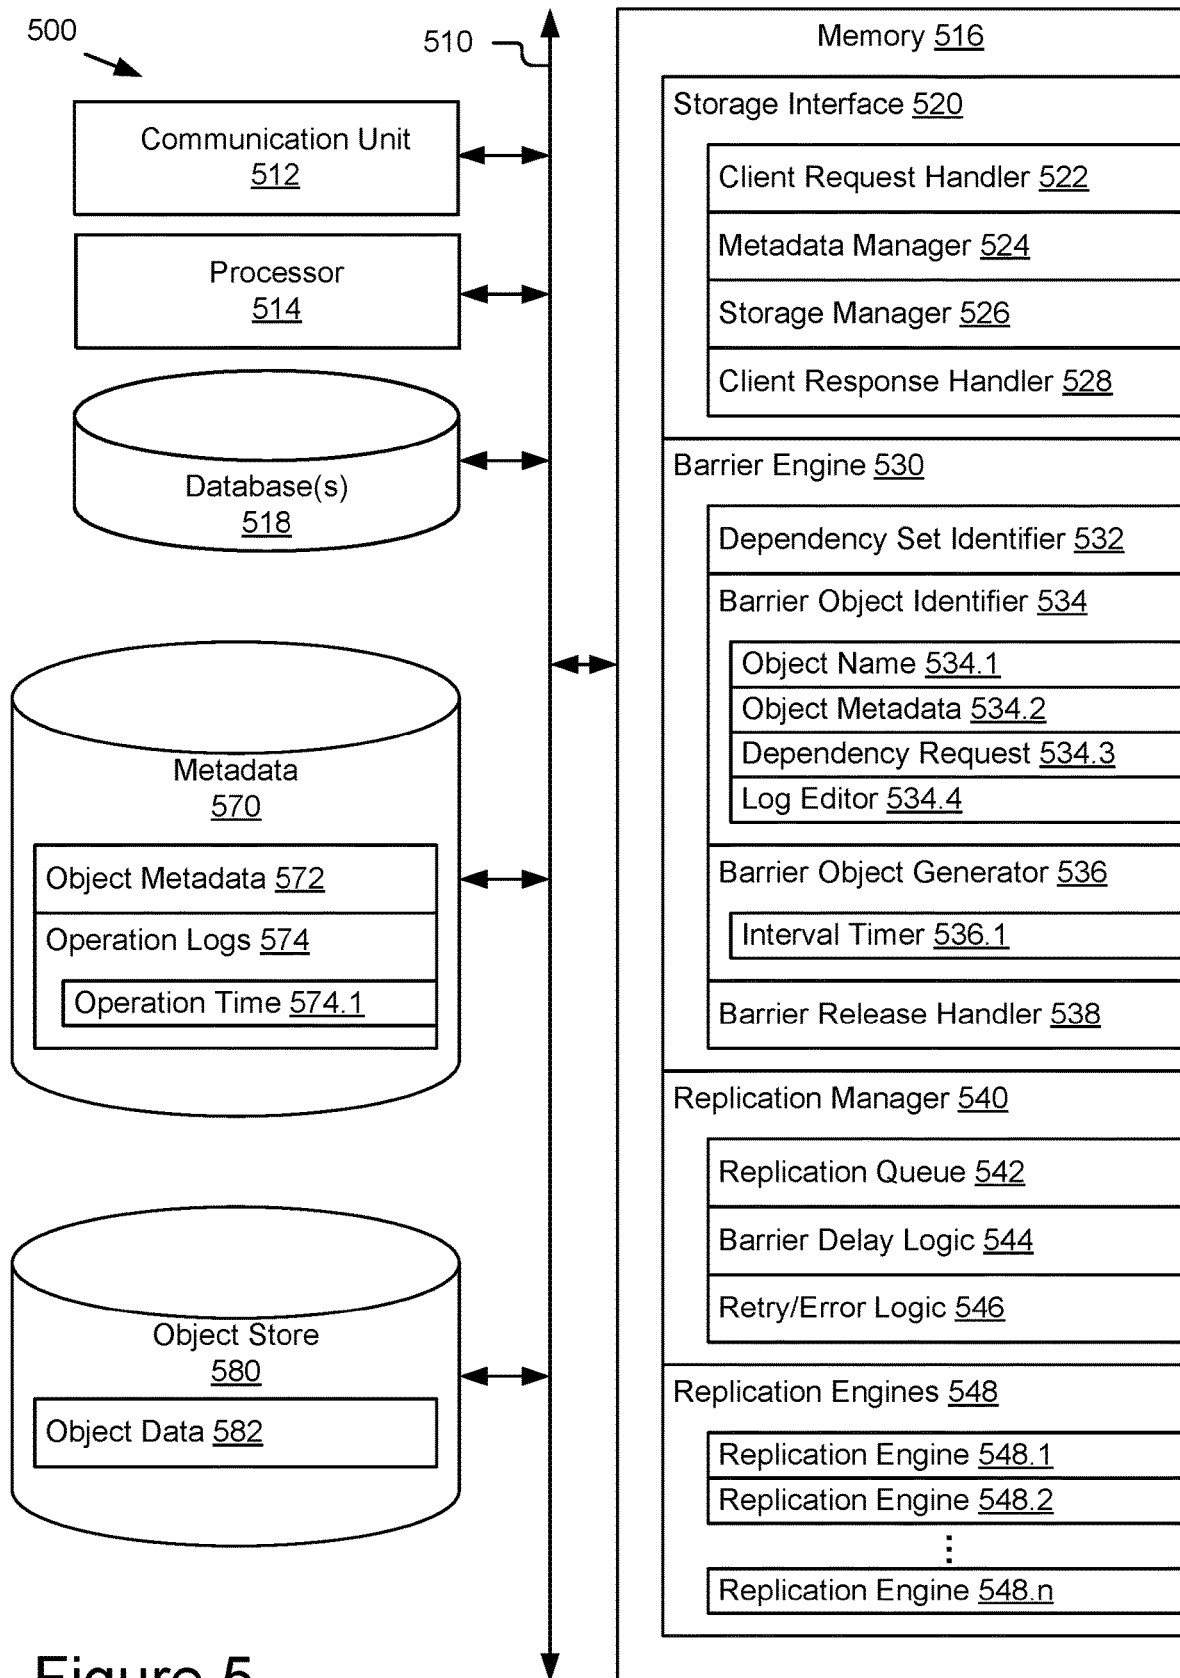 500
510
Communication Unit
512
Processor
514
Database(s)
518
Metadata
570
Object Metadata 572
Operation Logs 574
Operation Time 574.1
Object Store
580
Object Data 582
Memory 516
Storage Interface 520
Client Request Handler 522
Metadata Manager 524
Storage Manager 526
Client Response Handler 528
Barrier Engine 530
Dependency Set Identifier 532
Barrier Object Identifier 534
Object Name 534.1
Object Metadata 534.2
Dependency Request 534.3
Log Editor 534.4
Barrier Object Generator 536
Interval Timer 536.1
Barrier Release Handler 538
Replication Manager 540
Replication Queue 542
Barrier Delay Logic 544
Retry/Error Logic 546
Replication Engines 548
Replication Engine 548.1
Replication Engine 548.2
⋮
Replication Engine 548.n
Figure 5